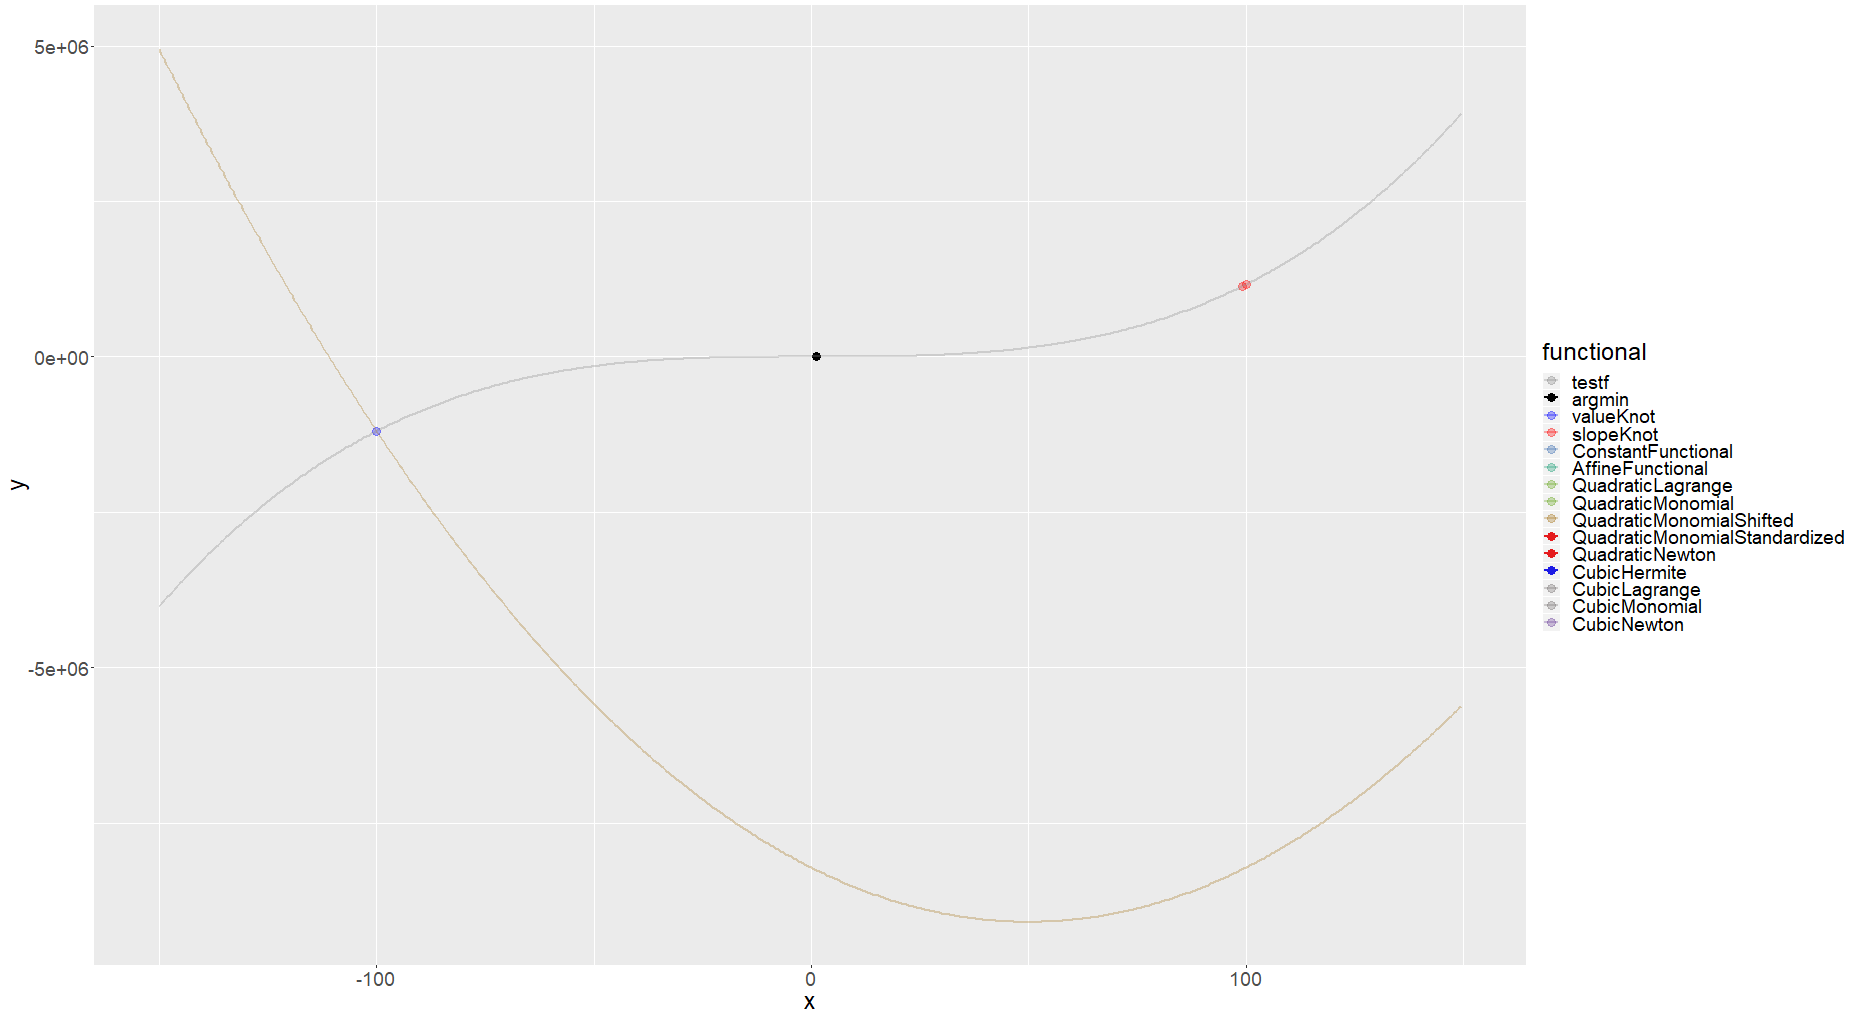 5e+06
0e+00
-5e+06
y
-100
0
100
x
functional
testf
argmin
valueKnot
slopeKnot
ConstantFunctional
AffineFunctional
QuadraticLagrange
QuadraticMonomial
QuadraticMonomialShifted
QuadraticMonomialStandardized
QuadraticNewton
CubicHermite
CubicLagrange
CubicMonomial
CubicNewton